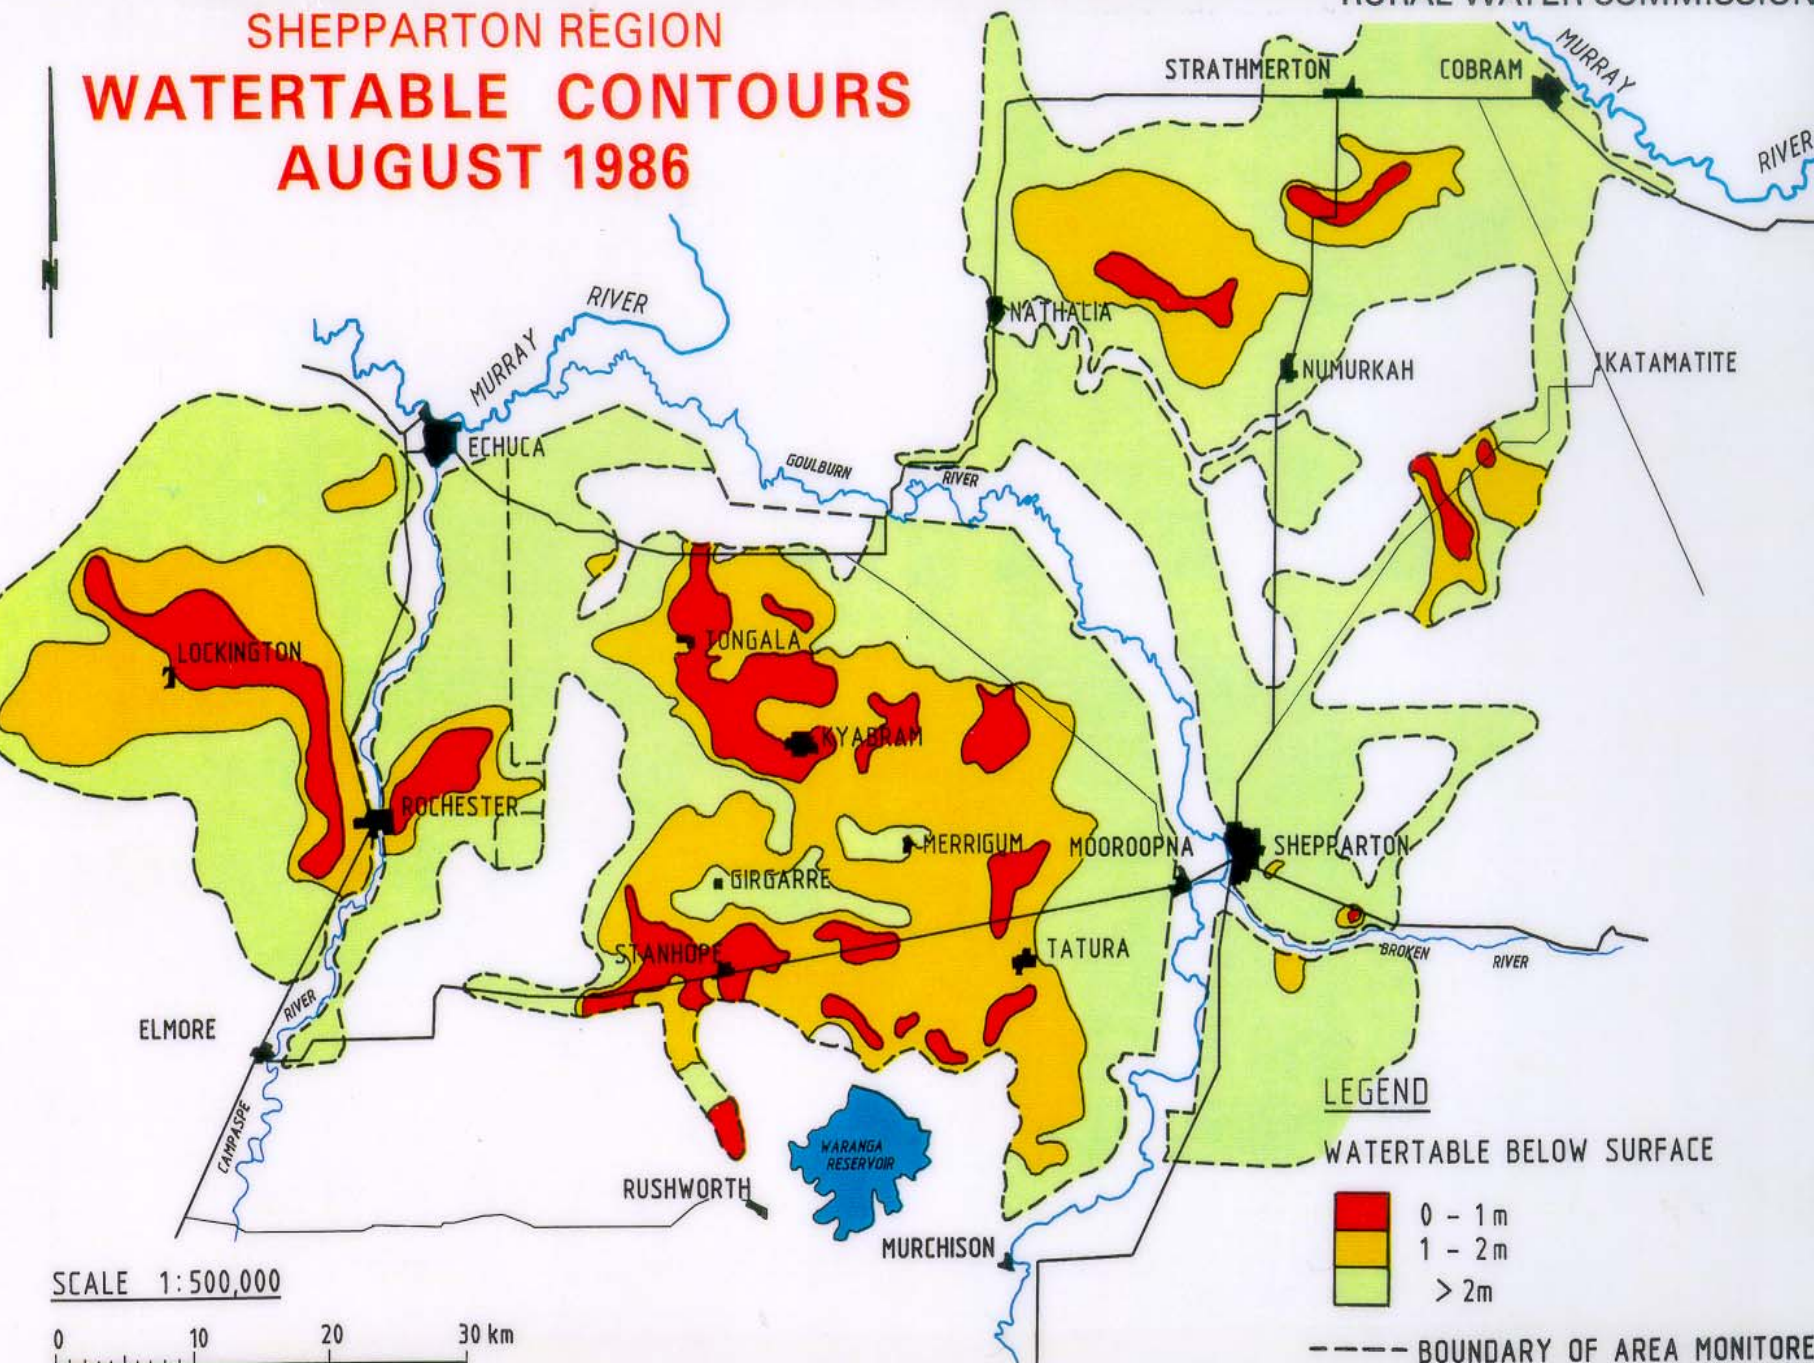 RURAL WATER COMMISSION
SHEPPARTON REGION
WATERTABLE CONTOURS
AUGUST 1986
STRATHMERTON
COBRAM
MURRAY
RIVER
NATHALIA
NUMURKAH
KATAMATITE
RIVER
MURRAY
ECHUCA
GOULBURN
RIVER
LOCKINGTON
TONGALA
KYABRAM
ROCHESTER
MERRIGUM
MOOROOPNA
SHEPPARTON
GIRGARRE
STANHOPE
TATURA
BROKEN
RIVER
ELMORE
RIVER
CAMPASPE
WARANGA
RESERVOIR
RUSHWORTH
MURCHISON
LEGEND
WATERTABLE BELOW SURFACE
0 - 1m
1 - 2m
> 2m
BOUNDARY OF AREA MONITORE
SCALE 1:500,000
0 10 20 30 km